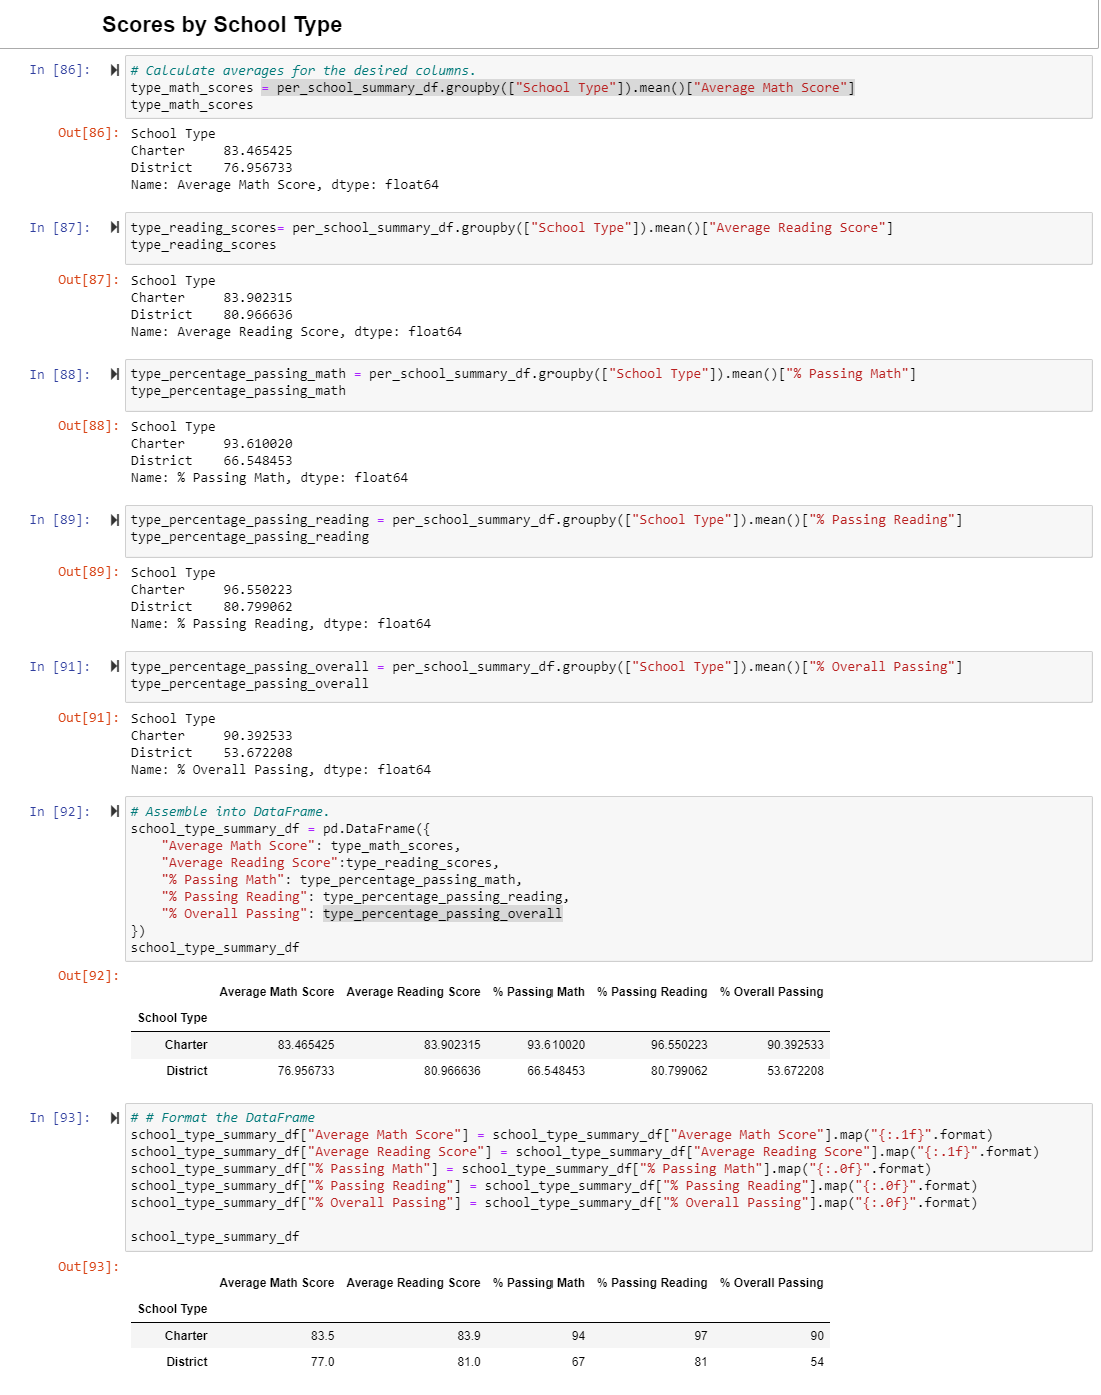 Scores by School Type
In [86]:
# Calculate averages for the desired columns.
type_math_scores = per_school_summary_df.groupby(["School Type"]).mean()["Average Math Score"]
type_math_scores
Out[86]:
School Type
Charter     83.465425
District    76.956733
Name: Average Math Score, dtype: float64
In [87]:
type_reading_scores= per_school_summary_df.groupby(["School Type"]).mean()["Average Reading Score"]
type_reading_scores
Out[87]:
School Type
Charter     83.902315
District    80.966636
Name: Average Reading Score, dtype: float64
In [88]:
type_percentage_passing_math = per_school_summary_df.groupby(["School Type"]).mean()["% Passing Math"]
type_percentage_passing_math
Out[88]:
School Type
Charter     93.610020
District    66.548453
Name: % Passing Math, dtype: float64
In [89]:
type_percentage_passing_reading = per_school_summary_df.groupby(["School Type"]).mean()["% Passing Reading"]
type_percentage_passing_reading
Out[89]:
School Type
Charter     96.550223
District    80.799062
Name: % Passing Reading, dtype: float64
In [91]:
type_percentage_passing_overall = per_school_summary_df.groupby(["School Type"]).mean()["% Overall Passing"]
type_percentage_passing_overall
Out[91]:
School Type
Charter     90.392533
District    53.672208
Name: % Overall Passing, dtype: float64
In [92]:
# Assemble into DataFrame.
school_type_summary_df = pd.DataFrame({
    "Average Math Score": type_math_scores,
    "Average Reading Score":type_reading_scores,
    "% Passing Math": type_percentage_passing_math,
    "% Passing Reading": type_percentage_passing_reading,
    "% Overall Passing": type_percentage_passing_overall
})
school_type_summary_df
Out[92]:
Average Math Score Average Reading Score % Passing Math % Passing Reading % Overall Passing
School Type
Charter 83.465425 83.902315 93.610020 96.550223 90.392533
District 76.956733 80.966636 66.548453 80.799062 53.672208
In [93]:
# # Format the DataFrame
school_type_summary_df["Average Math Score"] = school_type_summary_df["Average Math Score"].map("{:.1f}".format)
school_type_summary_df["Average Reading Score"] = school_type_summary_df["Average Reading Score"].map("{:.1f}".format)
school_type_summary_df["% Passing Math"] = school_type_summary_df["% Passing Math"].map("{:.0f}".format)
school_type_summary_df["% Passing Reading"] = school_type_summary_df["% Passing Reading"].map("{:.0f}".format)
school_type_summary_df["% Overall Passing"] = school_type_summary_df["% Overall Passing"].map("{:.0f}".format)
school_type_summary_df
Out[93]:
Average Math Score Average Reading Score % Passing Math % Passing Reading % Overall Passing
School Type
Charter 83.5 83.9 94 97 90
District 77.0 81.0 67 81 54